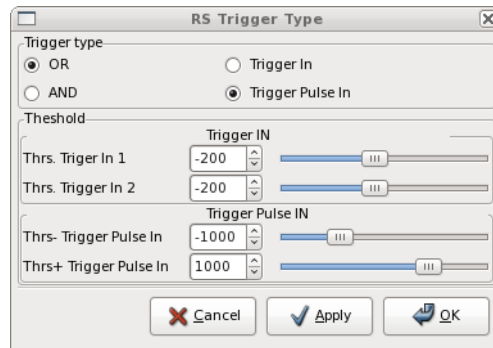 RS Trigger Type
Trigger type
OR
Trigger In
AND
Trigger Pulse In
Theshold
Trigger IN
Thrs. Triger In 1 -200
Thrs. Trigger In 2 -200
Trigger Pulse IN
Thrs- Trigger Pulse In -1000
Thrs+ Trigger Pulse In 1000
Cancel Apply OK